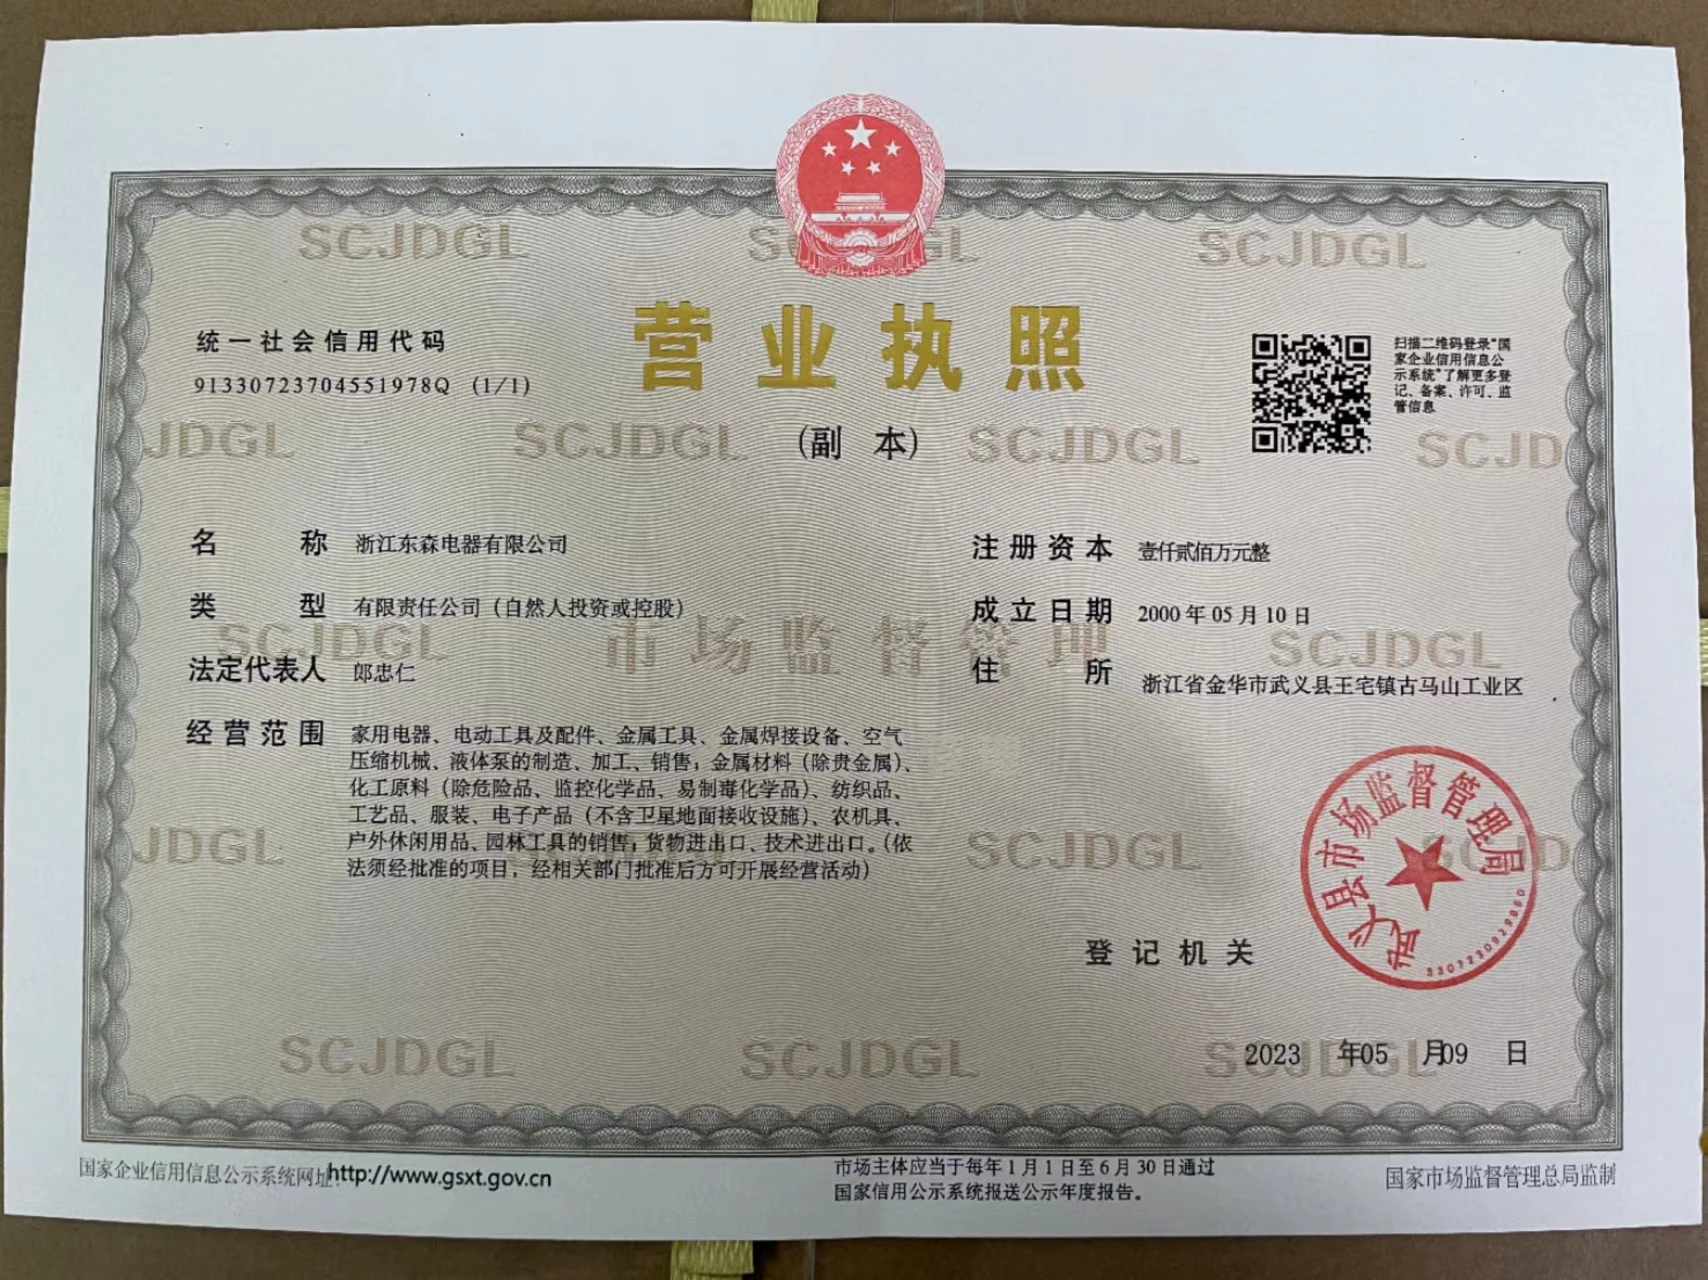 SCJDGL SCJDGL SCJDGL
营业执照
(副 本)
统一社会信用代码
91330723704551978Q (1/1)
扫描二维码登录“国
家企业信用信息公
示系统”了解更多登
记、备案、许可、监
管信息
JDGL SCJDGL SCJDGL SCJD
名称 浙江东森电器有限公司
类型 有限责任公司（自然人投资或控股）
法定代表人 郎忠仁
经营范围 家用电器、电动工具及配件、金属工具、金属焊接设备、空气
压缩机械、液体泵的制造、加工、销售；金属材料（除贵金属）、
化工原料（除危险品、监控化学品、易制毒化学品）、纺织品、
工艺品、服装、电子产品（不含卫星地面接收设施）、农机具、
户外休闲用品、园林工具的销售；货物进出口、技术进出口。（依
法须经批准的项目，经相关部门批准后方可开展经营活动）
注册资本 壹仟贰佰万元整
成立日期 2000年05月10日
住所 浙江省金华市武义县王宅镇古马山工业区
SCJDGL 市场监督管理 SCJDGL
JDGL SCJDGL SCJD
武义县市场监督管理局
登记机关
SCJDGL SCJDGL SCJDGL
2023 年05 月09 日
国家企业信用信息公示系统网址：http://www.gsxt.gov.cn
市场主体应当于每年1月1日至6月30日通过
国家信用公示系统报送公示年度报告。
国家市场监督管理总局监制